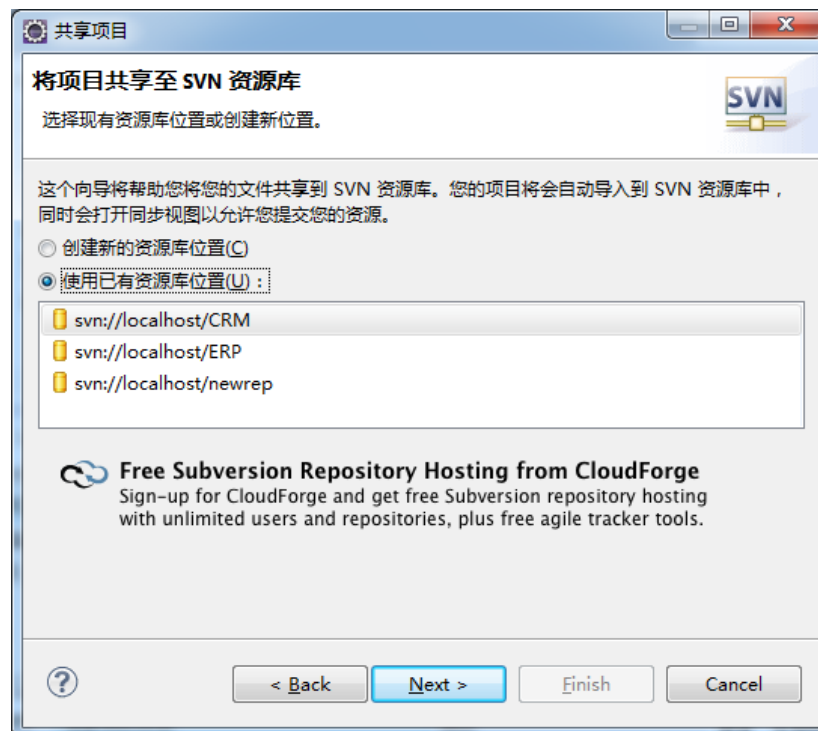 共享项目
将项目共享至 SVN 资源库
选择现有资源库位置或创建新位置。
SVN
这个向导将帮助您将您的文件共享到 SVN 资源库。您的项目将会自动导入到 SVN 资源库中，
同时会打开同步视图以允许您提交您的资源。
创建新的资源库位置(C)
使用已有资源库位置(U)：
svn://localhost/CRM
svn://localhost/ERP
svn://localhost/newrep
Free Subversion Repository Hosting from CloudForge
Sign-up for CloudForge and get free Subversion repository hosting
with unlimited users and repositories, plus free agile tracker tools.
? < Back Next > Finish Cancel